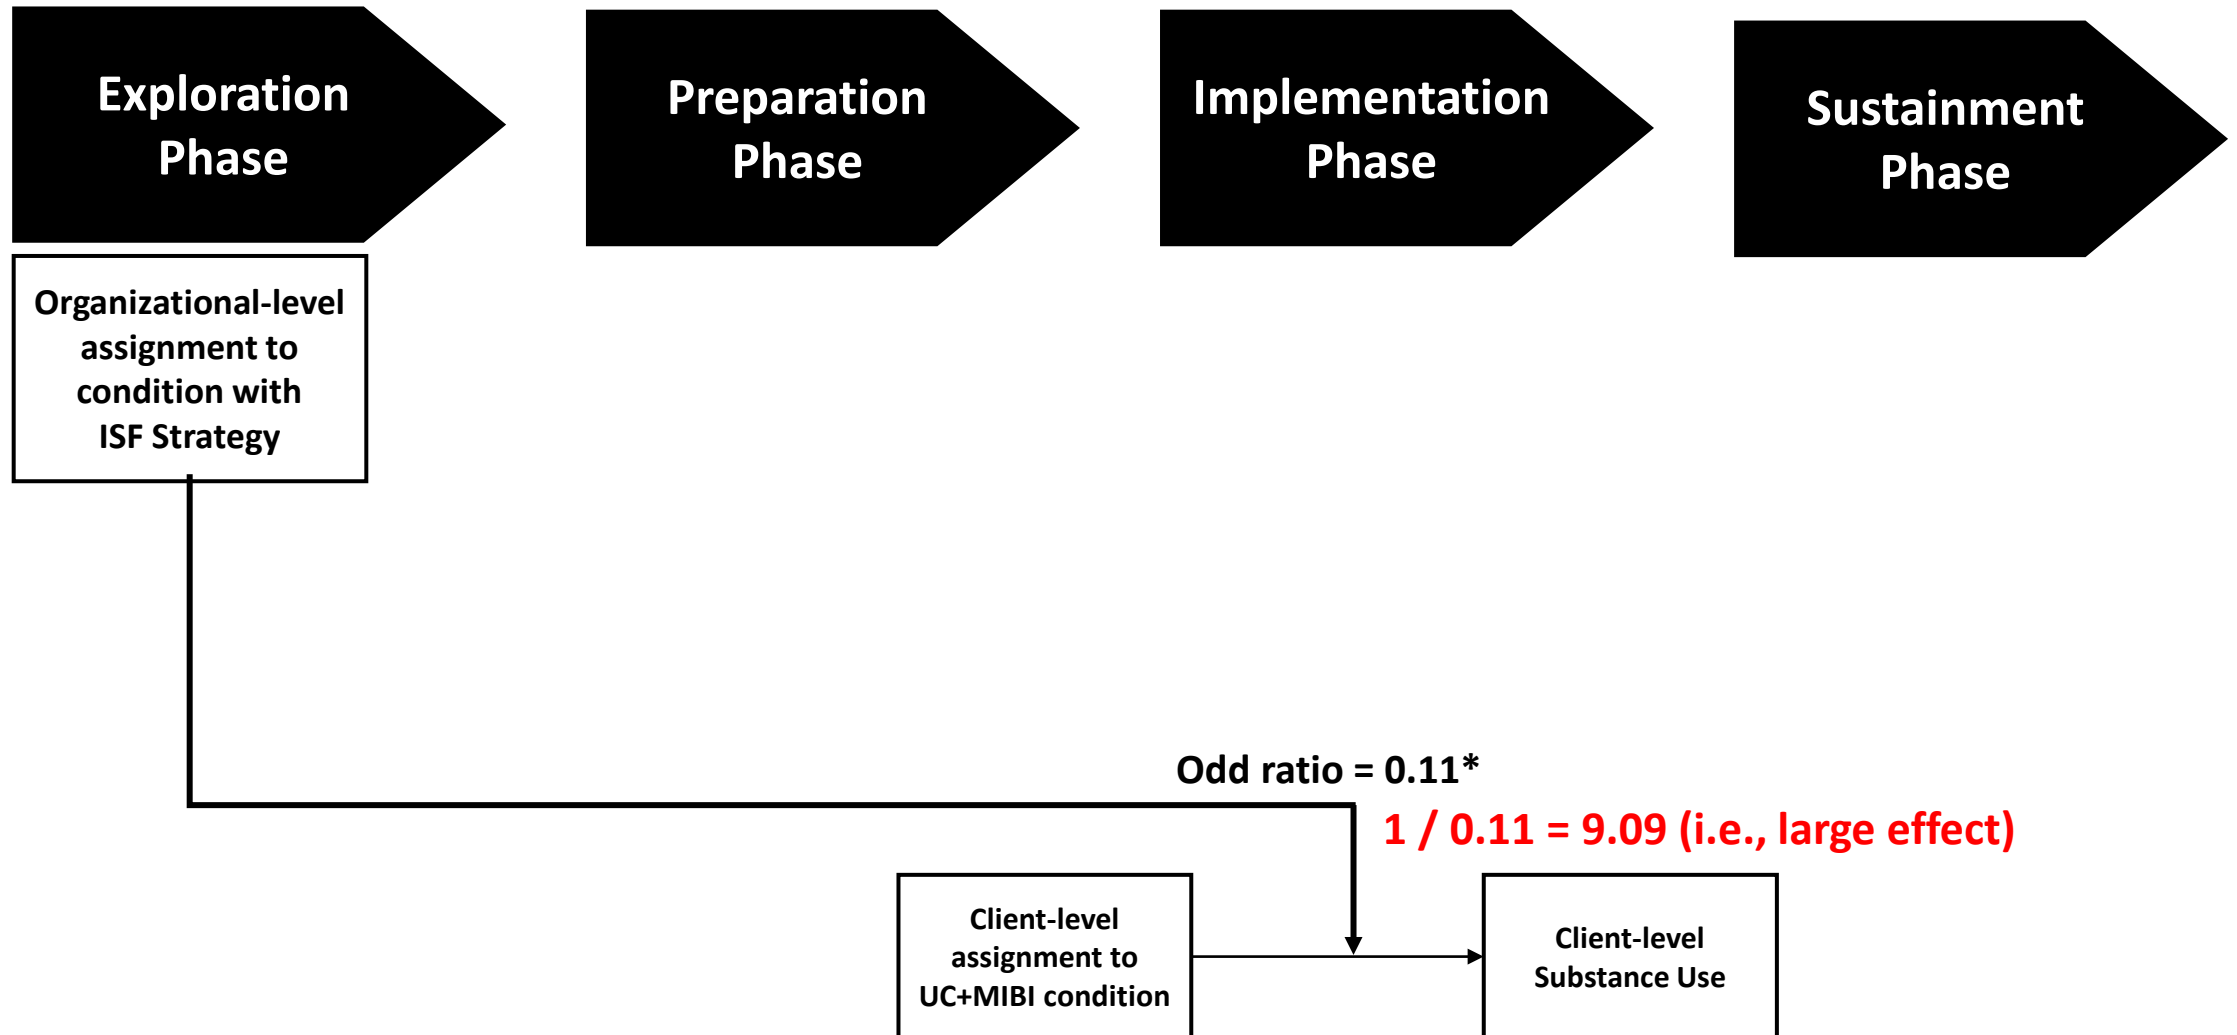 Exploration
Phase
Preparation
Phase
Implementation
Phase
Sustainment
Phase
Organizational-level
assignment to
condition with
ISF Strategy
Odd ratio = 0.11*
1 / 0.11 = 9.09 (i.e., large effect)
Client-level
assignment to
UC+MIBI condition
Client-level
Substance Use